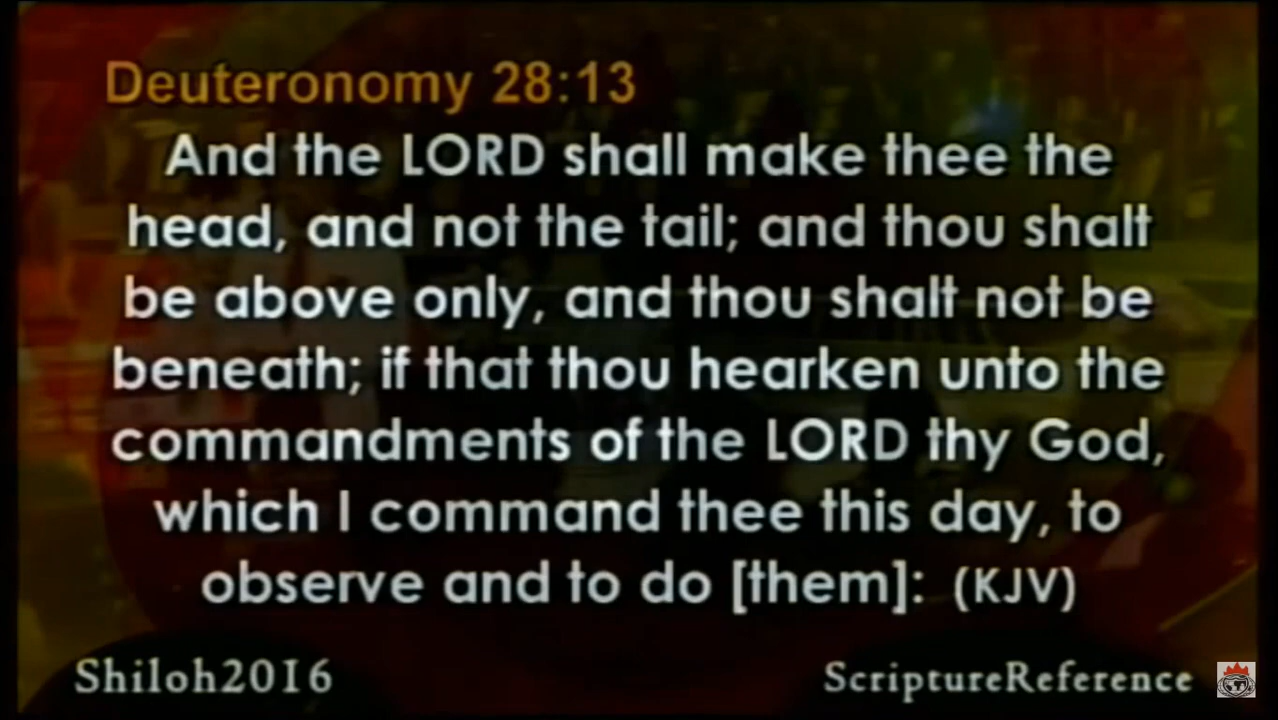 Deuteronomy 28:13
And the LORD shall make thee the
head, and not the tail; and thou shalt
be above only, and thou shalt not be
beneath; if that thou hearken unto the
commandments of the LORD thy God,
which I command thee this day, to
observe and to do [them]: (KJV)
Shiloh2016
ScriptureReference